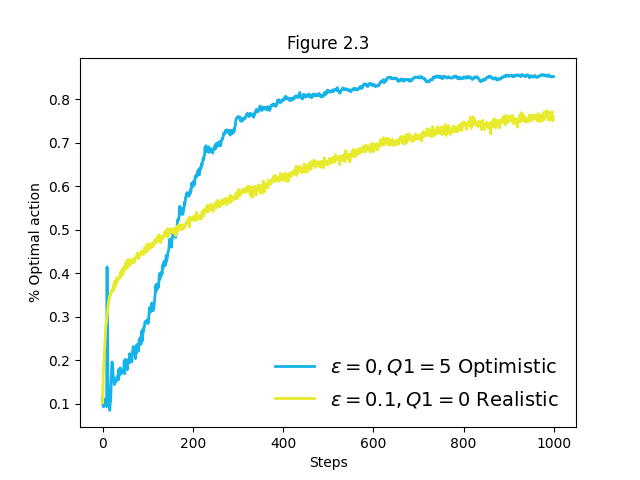 Figure 2.3
% Optimal action
0.8
0.7
0.6
0.5
0.4
0.3
0.2
0.1
ε = 0, Q1 = 5 Optimistic
ε = 0.1, Q1 = 0 Realistic
0 200 400 600 800 1000
Steps